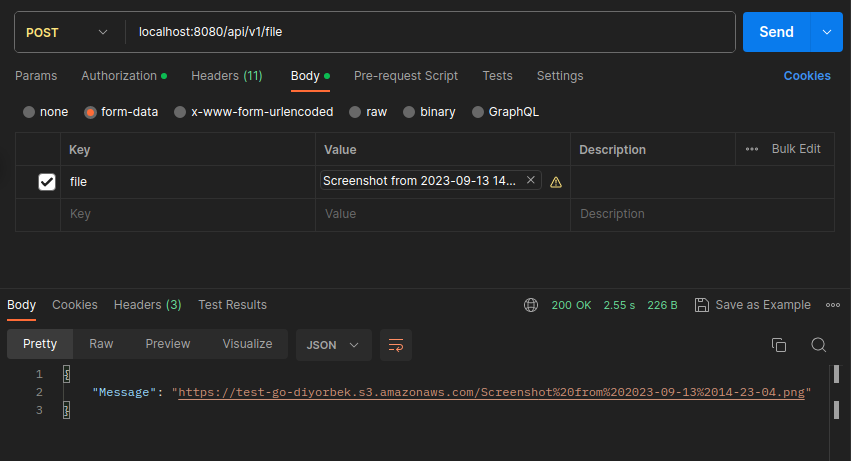 POST localhost:8080/api/v1/file Send
Params Authorization Headers (11) Body Pre-request Script Tests Settings Cookies
none form-data x-www-form-urlencoded raw binary GraphQL
Key Value Description Bulk Edit
file Screenshot from 2023-09-13 14...
Key Value Description
Body Cookies Headers (3) Test Results 200 OK 2.55 s 226 B Save as Example
Pretty Raw Preview Visualize JSON
1 {
2 "Message": "https://test-go-diyorbek.s3.amazonaws.com/Screenshot%20from%202023-09-13%2014-23-04.png"
3 }